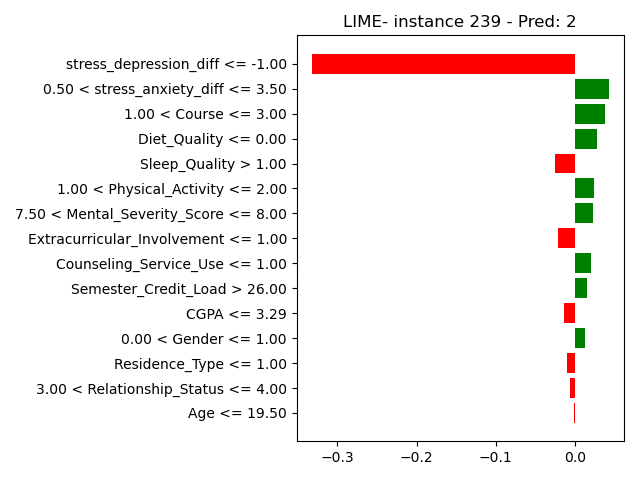 LIME- instance 239 - Pred: 2
stress_depression_diff <= -1.00
0.50 < stress_anxiety_diff <= 3.50
1.00 < Course <= 3.00
Diet_Quality <= 0.00
Sleep_Quality > 1.00
1.00 < Physical_Activity <= 2.00
7.50 < Mental_Severity_Score <= 8.00
Extracurricular_Involvement <= 1.00
Counseling_Service_Use <= 1.00
Semester_Credit_Load > 26.00
CGPA <= 3.29
0.00 < Gender <= 1.00
Residence_Type <= 1.00
3.00 < Relationship_Status <= 4.00
Age <= 19.50
−0.3 −0.2 −0.1 0.0